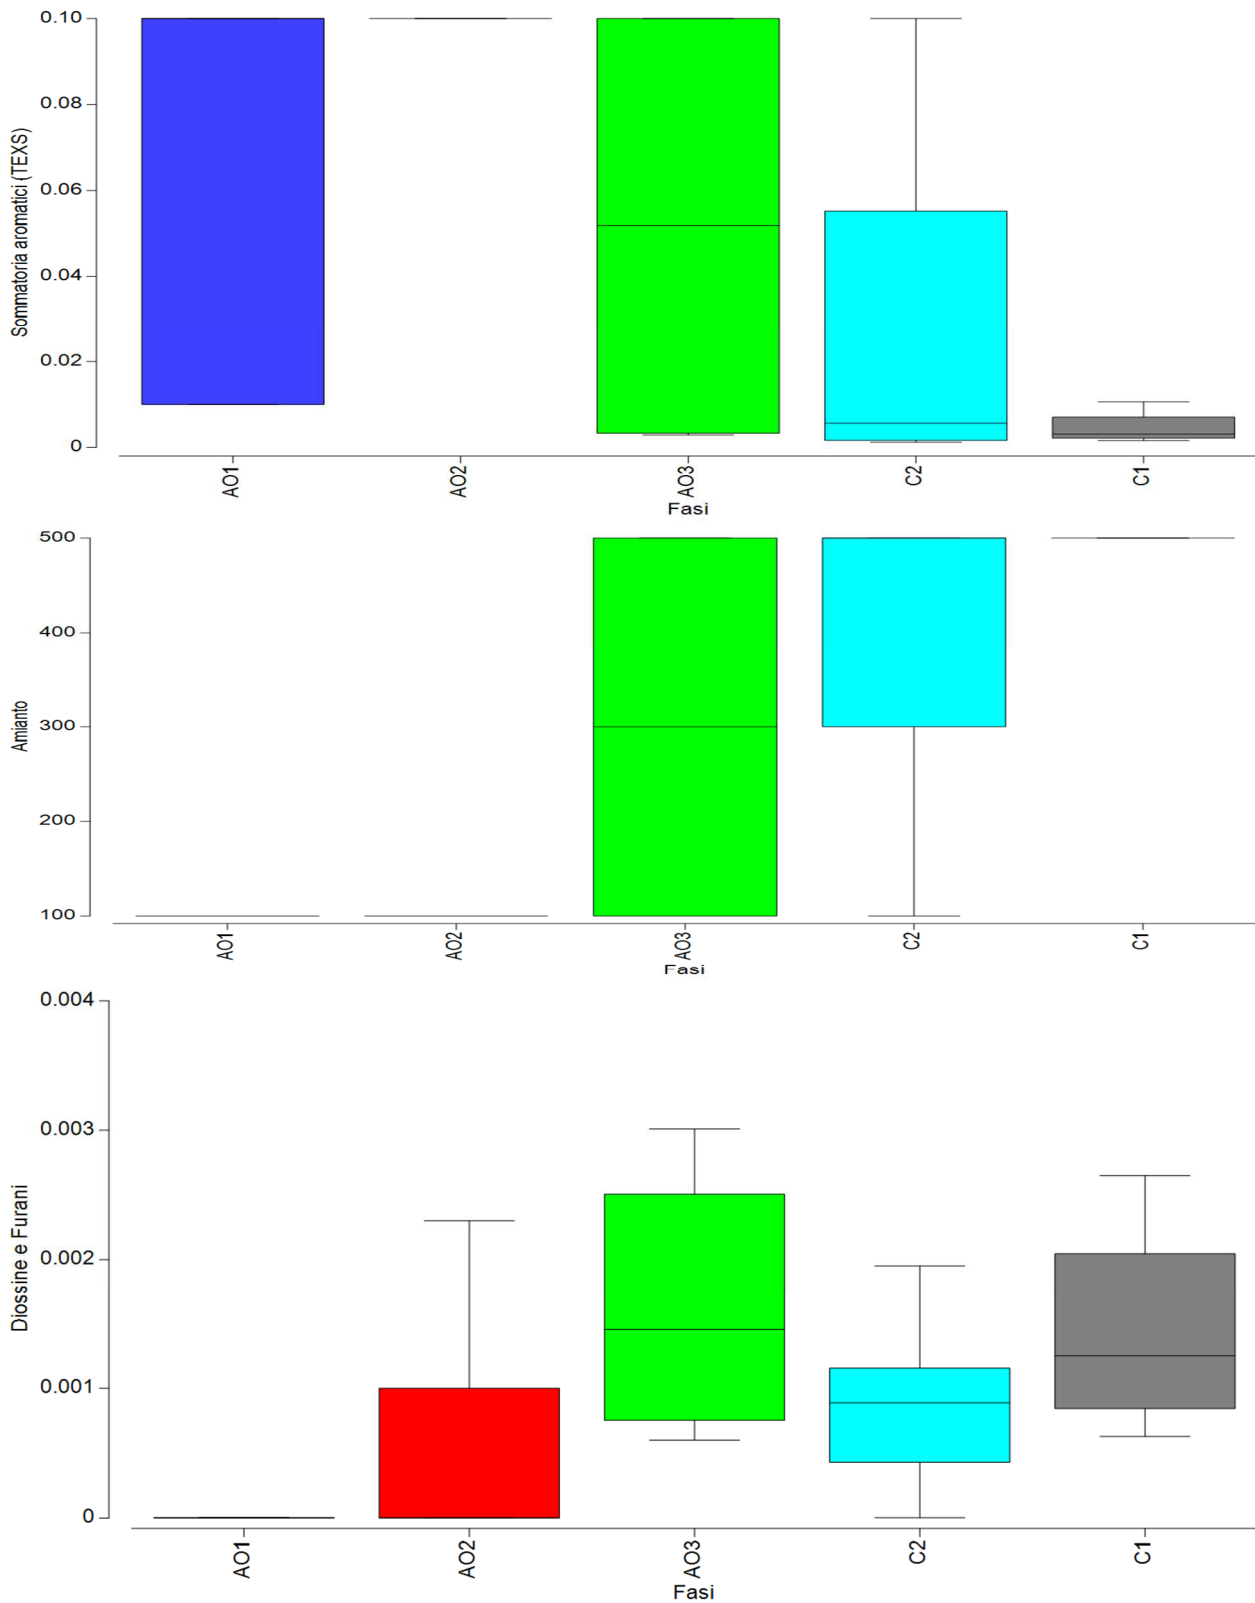 Sommatoria aromatici (TEXS)
0.10
0.08
0.06
0.04
0.02
0
AO1
AO2
AO3
C2
C1
Fasi
Amianto
500
400
300
200
100
AO1
AO2
AO3
C2
C1
Fasi
Diossine e Furani
0.004
0.003
0.002
0.001
0
AO1
AO2
AO3
C2
C1
Fasi